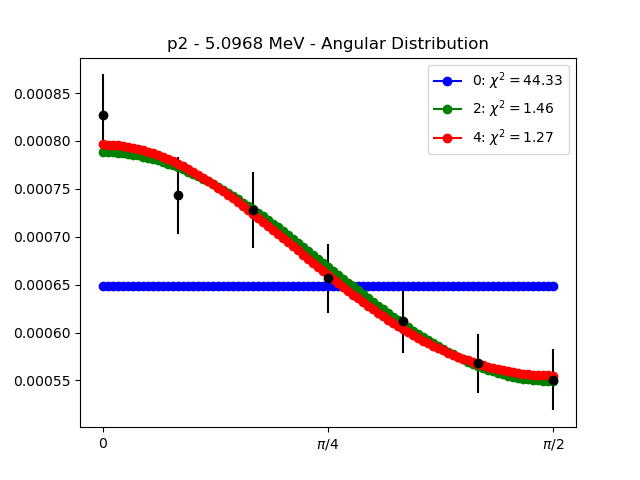 p2 - 5.0968 MeV - Angular Distribution
0: χ² = 44.33
2: χ² = 1.46
4: χ² = 1.27
0.00085
0.00080
0.00075
0.00070
0.00065
0.00060
0.00055
0 π/4 π/2